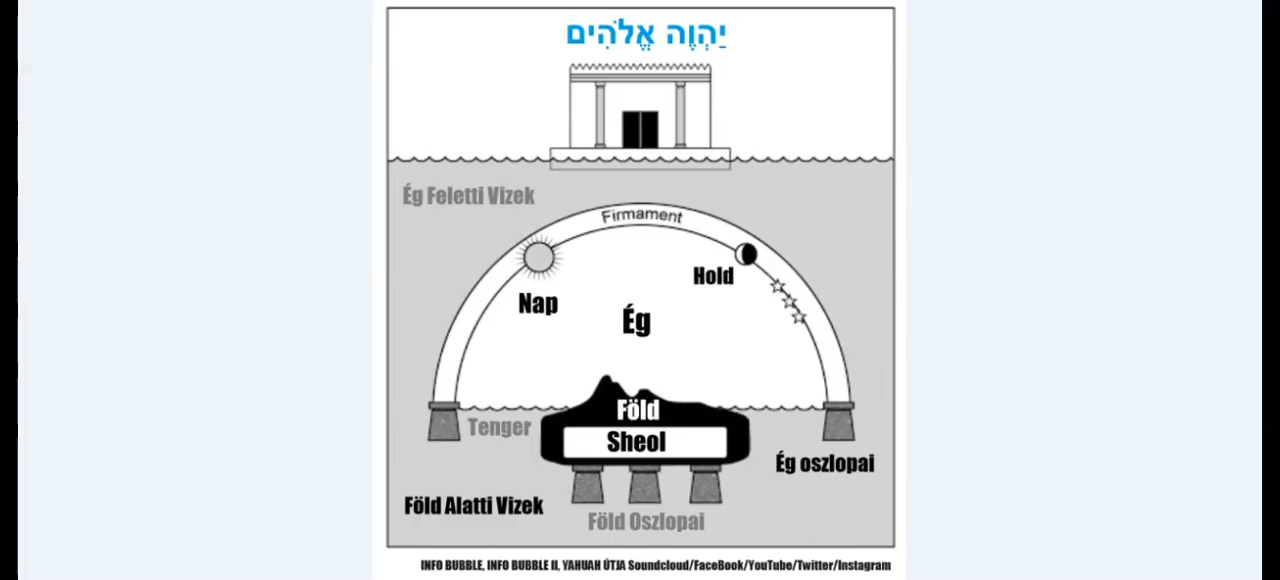 יַהְוֶה אֱלֹהִים
Ég Feletti Vizek
Firmament
Hold
Nap
Ég
Föld
Tenger
Sheol
Ég oszlopai
Föld Alatti Vizek
Föld Oszlopai
INFO BUBBLE, INFO BUBBLE II, YAHUAH ÚTJA Soundcloud/FaceBook/YouTube/Twitter/Instagram